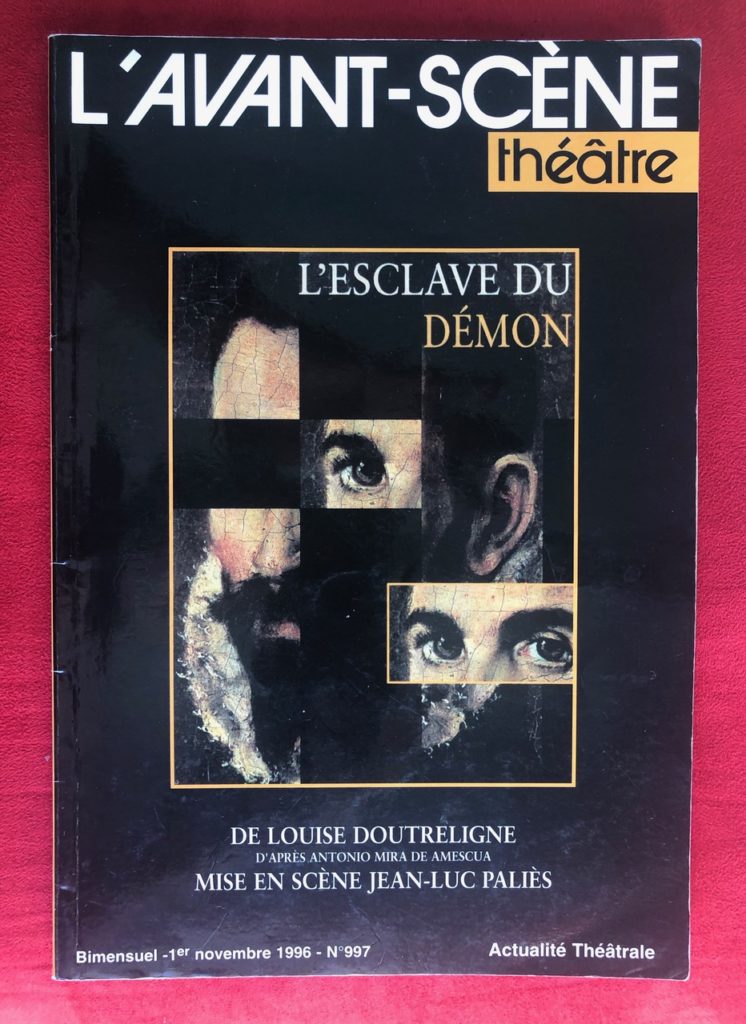 L'AVANT-SCÈNE
théâtre
L'ESCLAVE DU
DÉMON
DE LOUISE DOUTRELIGNE
D'APRÈS ANTONIO MIRA DE AMESCUA
MISE EN SCÈNE JEAN-LUC PALIÈS
Bimensuel -1er novembre 1996 - N°997
Actualité Théâtrale